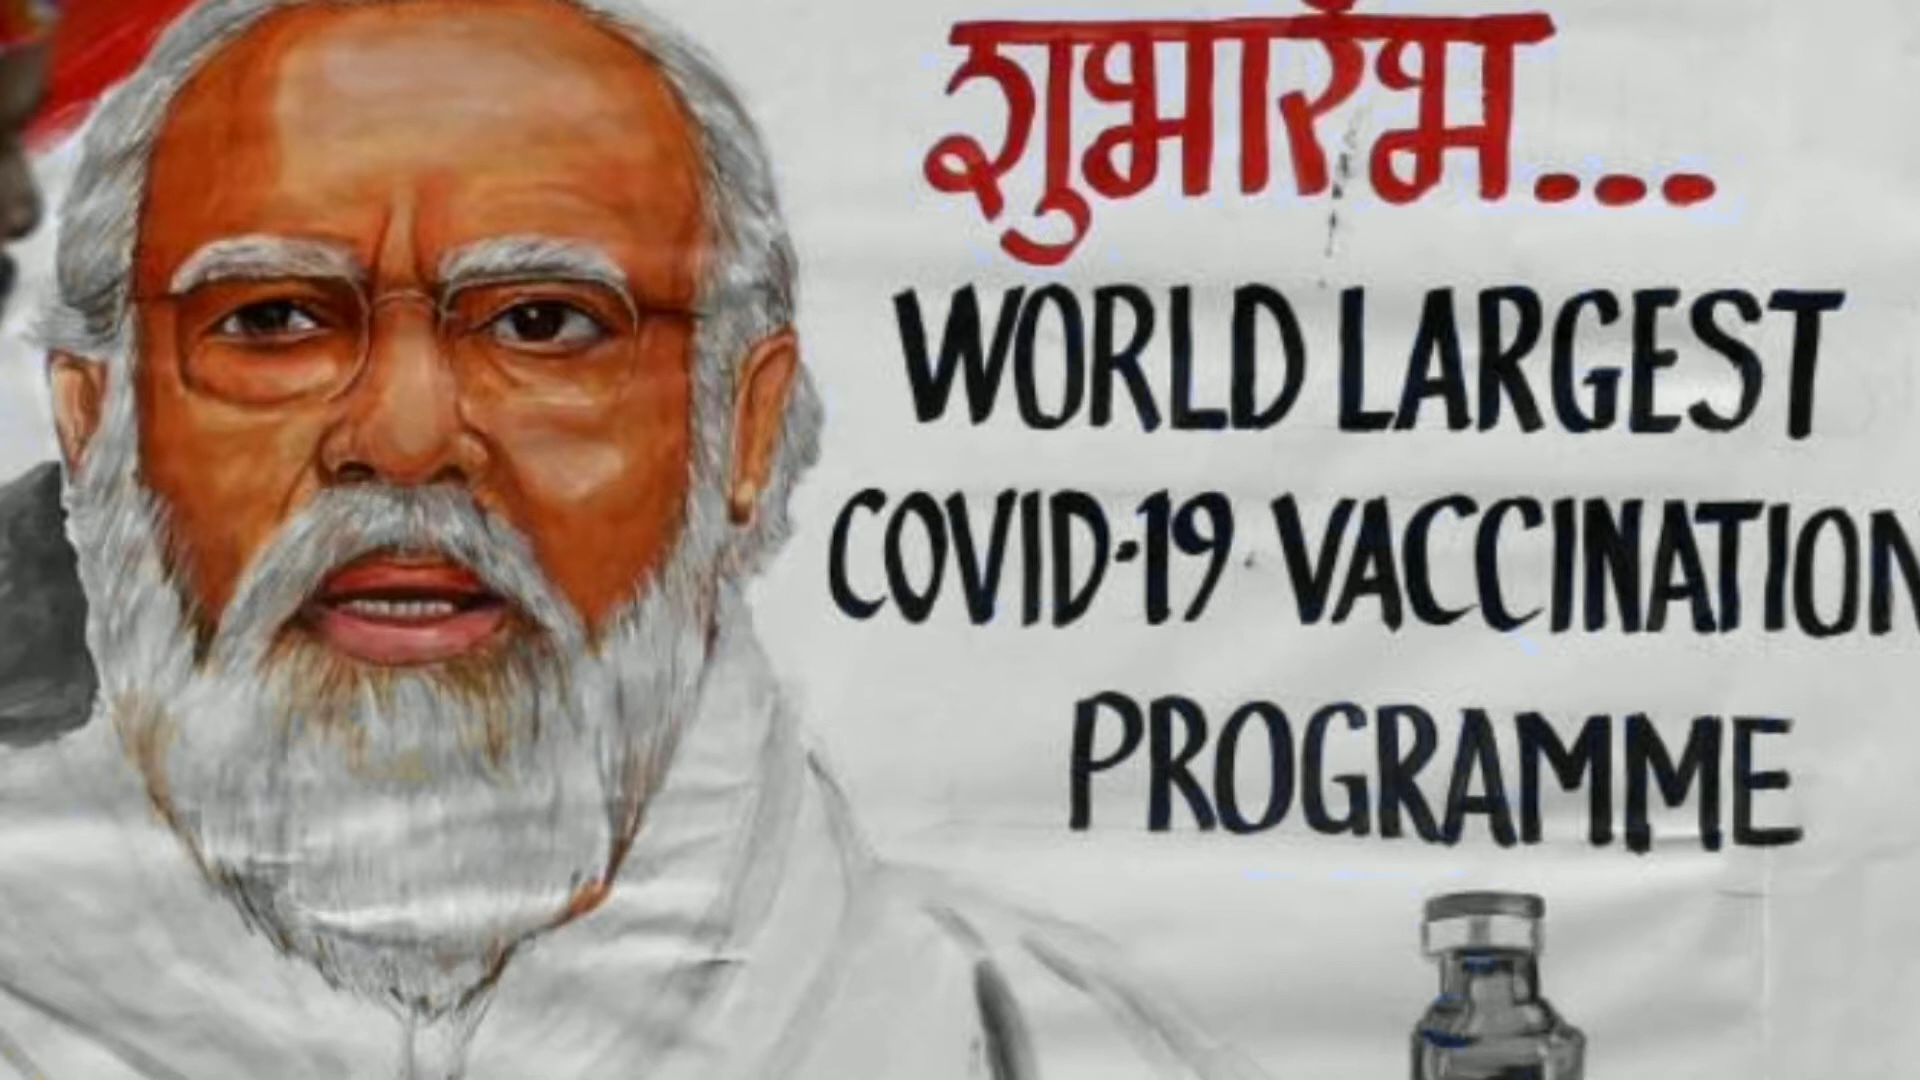 शुभारंभ...
WORLD LARGEST
COVID-19 VACCINATION
PROGRAMME